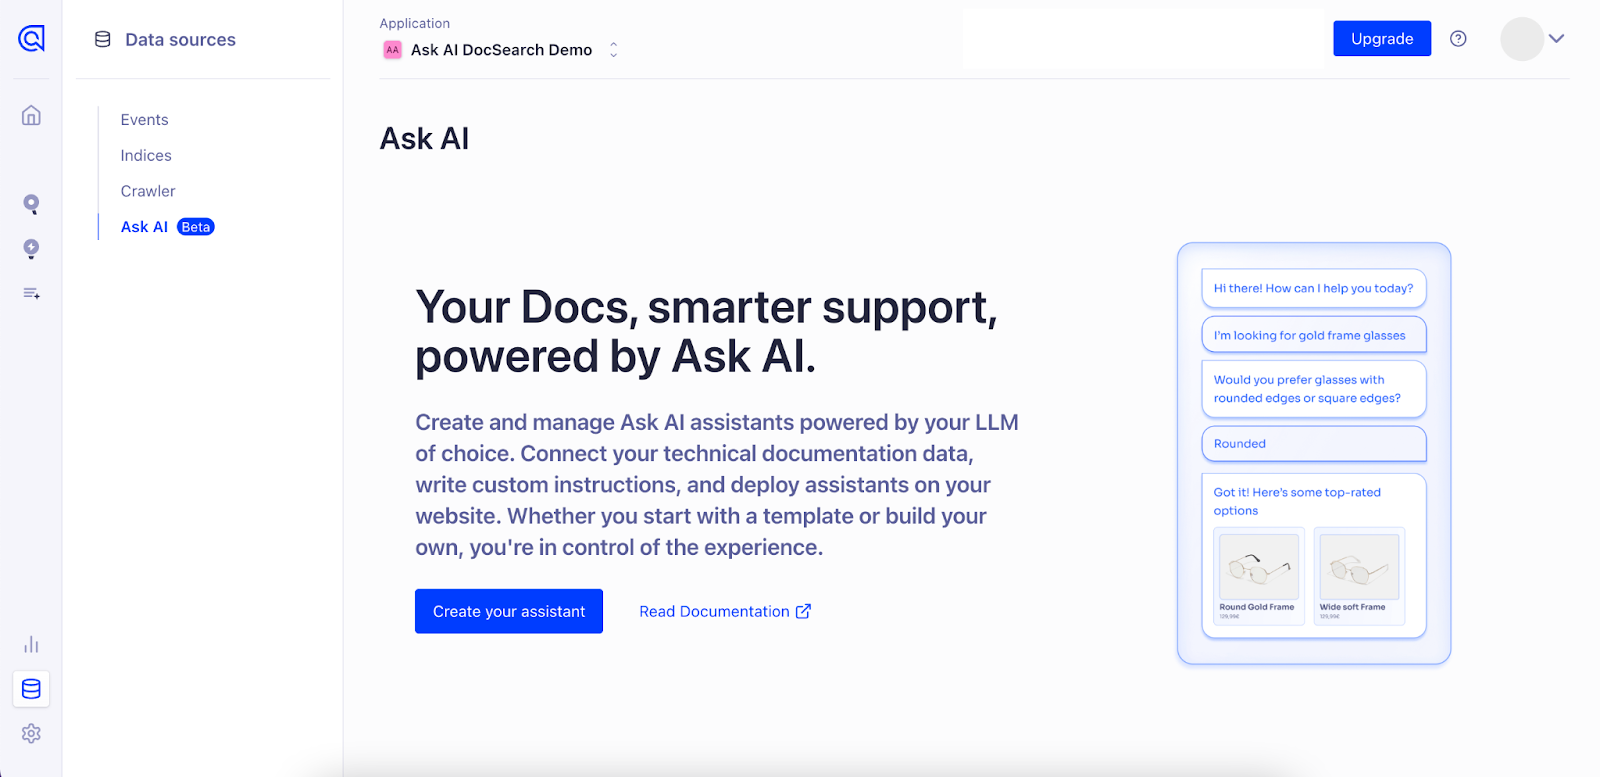 Data sources
Events
Indices
Crawler
Ask AI Beta
Application
AA Ask AI DocSearch Demo
Upgrade
Ask AI
Your Docs, smarter support,
powered by Ask AI.
Create and manage Ask AI assistants powered by your LLM
of choice. Connect your technical documentation data,
write custom instructions, and deploy assistants on your
website. Whether you start with a template or build your
own, you're in control of the experience.
Create your assistant
Read Documentation
Hi there! How can I help you today?
I'm looking for gold frame glasses
Would you prefer glasses with
rounded edges or square edges?
Rounded
Got it! Here's some top-rated
options
Round Gold Frame
129,99€
Wide soft Frame
129,99€